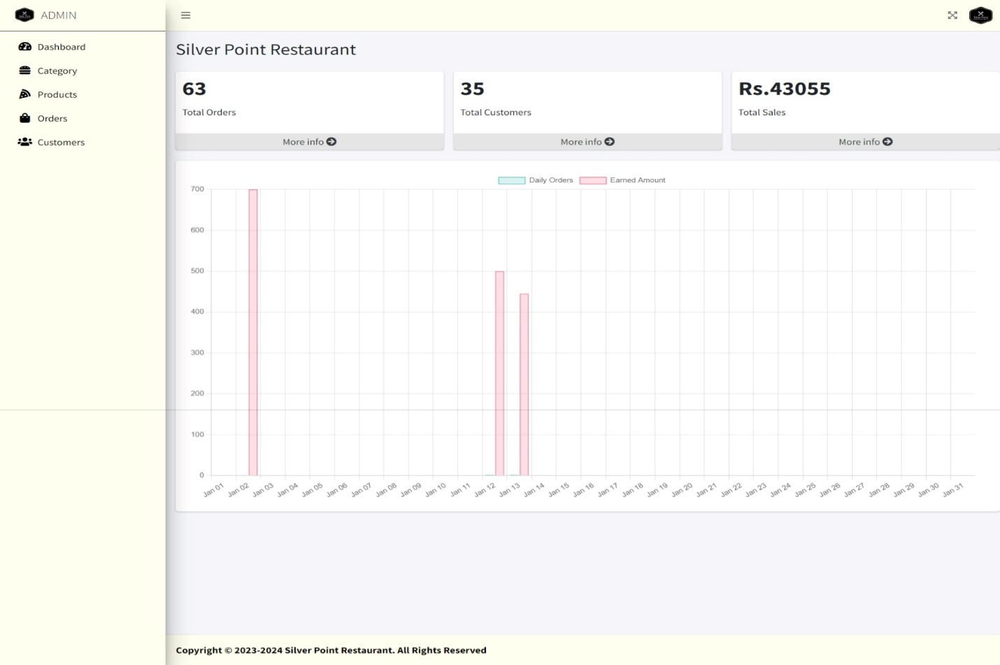 ADMIN
Dashboard
Category
Products
Orders
Customers
Silver Point Restaurant
63
Total Orders
More info
35
Total Customers
More info
Rs.43055
Total Sales
More info
Daily Orders
Earned Amount
700
600
500
400
300
200
100
0
Jan 01
Jan 02
Jan 03
Jan 04
Jan 05
Jan 06
Jan 07
Jan 08
Jan 09
Jan 10
Jan 11
Jan 12
Jan 13
Jan 14
Jan 15
Jan 16
Jan 17
Jan 18
Jan 19
Jan 20
Jan 21
Jan 22
Jan 23
Jan 24
Jan 25
Jan 26
Jan 27
Jan 28
Jan 29
Jan 30
Jan 31
Copyright © 2023-2024 Silver Point Restaurant. All Rights Reserved